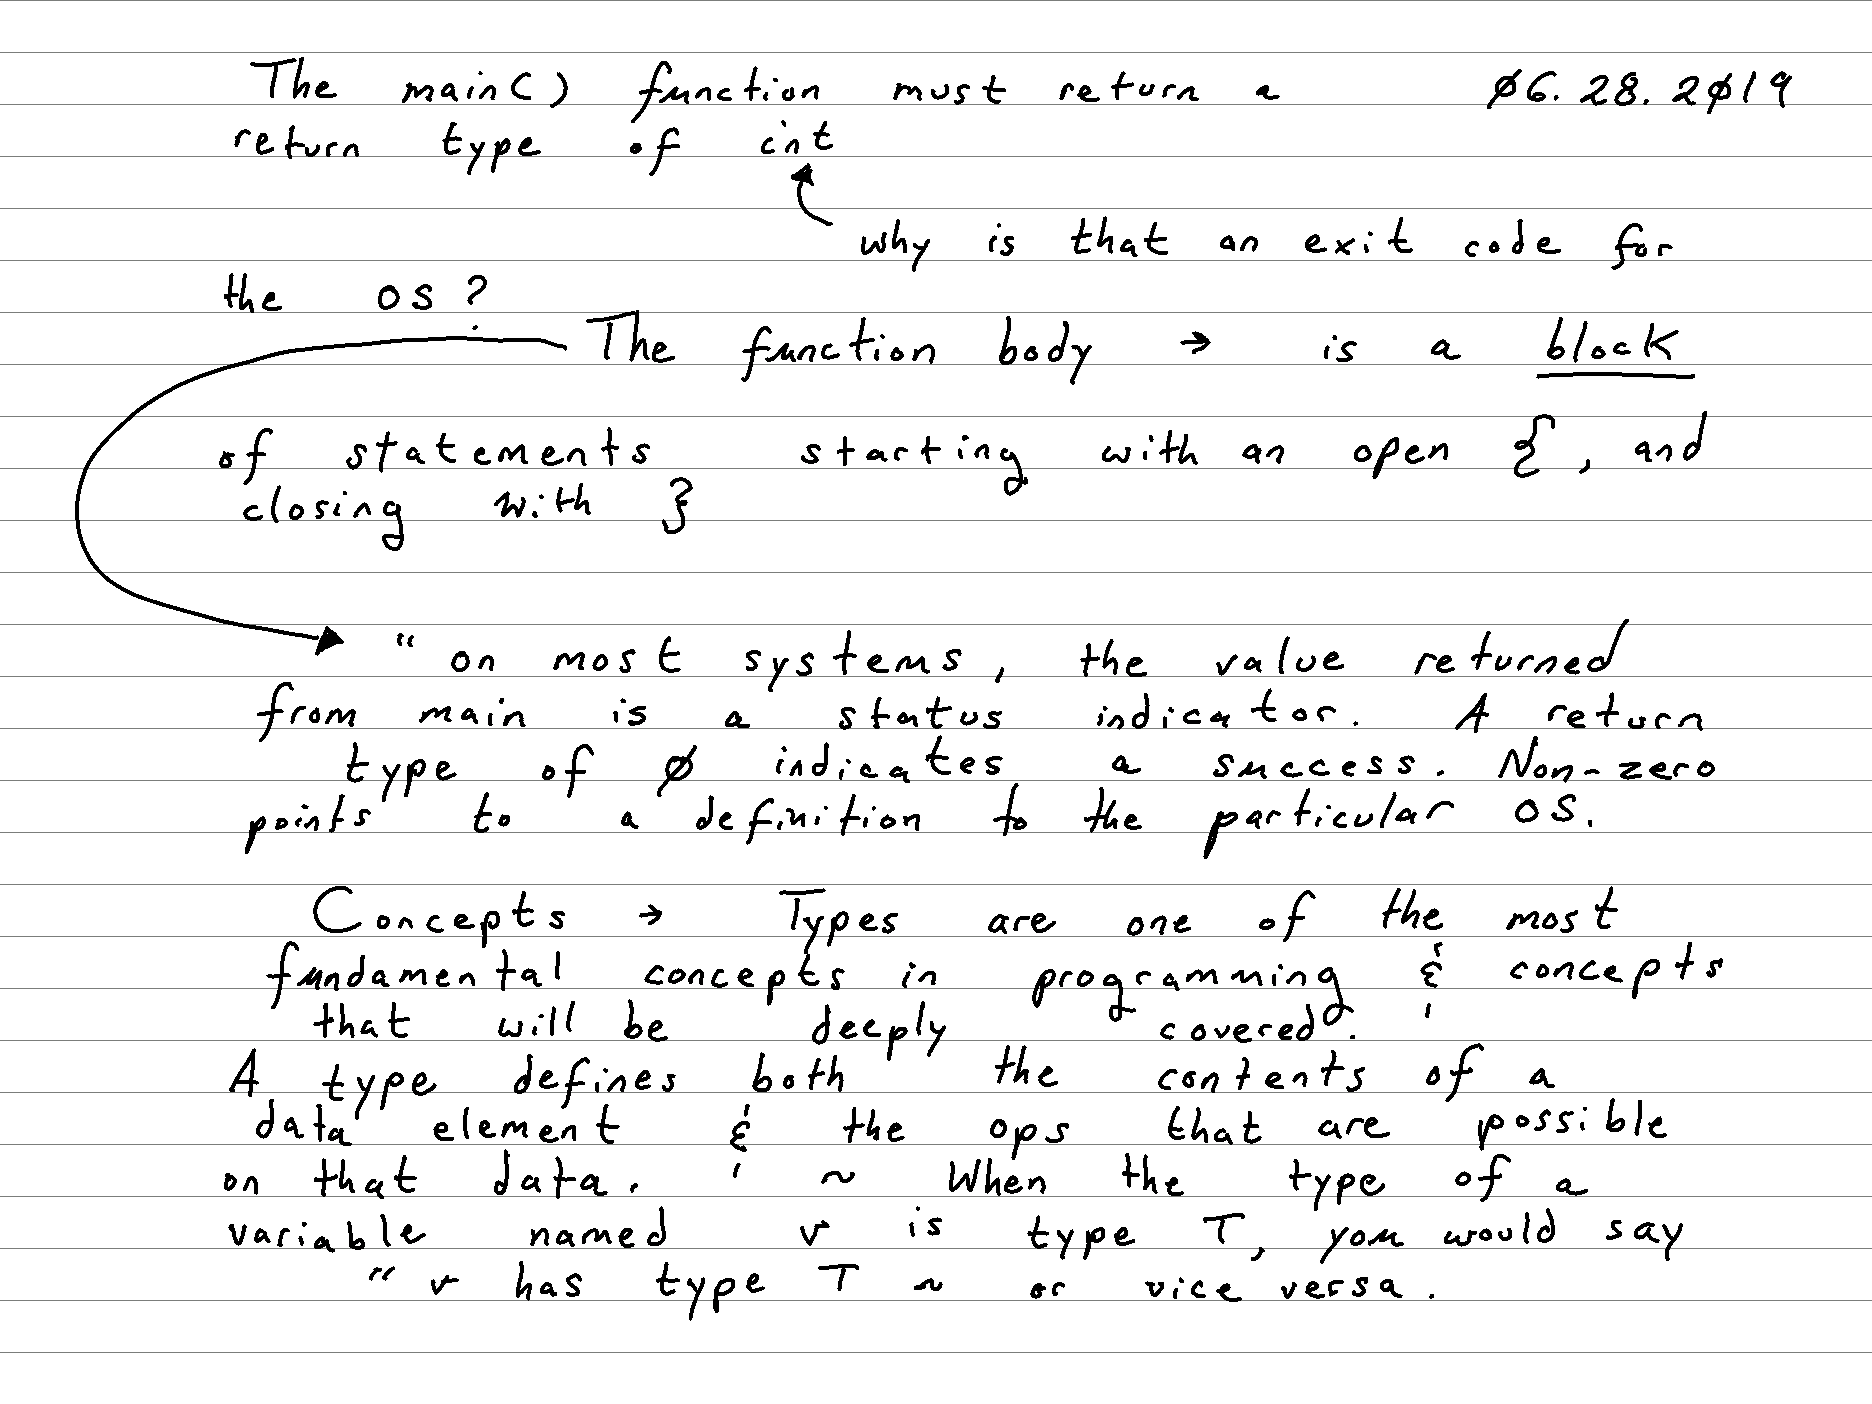 The main() function must return a 06.28.2019
return type of int
why is that an exit code for
the OS?
The function body → is a block
of statements starting with an open {, and
closing with }
“ on most systems, the value returned
from main is a status indicator. A return
type of 0 indicates a success. Non-zero
points to a definition to the particular OS.
Concepts → Types are one of the most
fundamental concepts in programming & concepts
that will be deeply covered.
A type defines both the contents of a
data element & the ops that are possible
on that data. ~ When the type of a
variable named v is type T, you would say
“ v has type T ~ or vice versa.